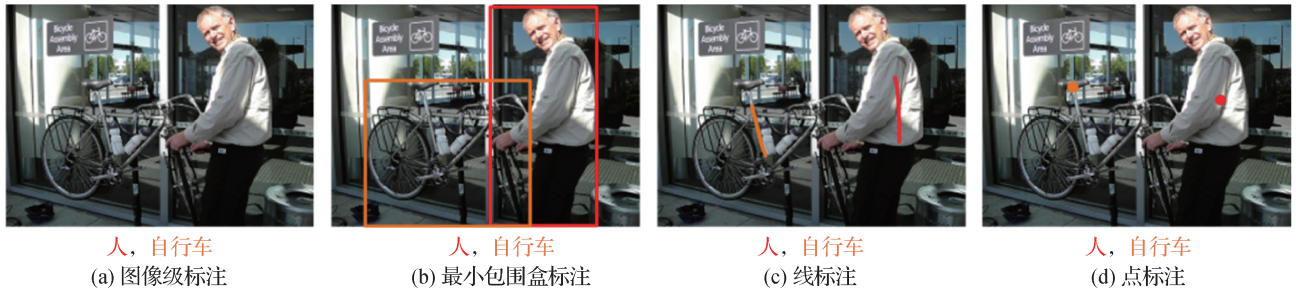 Bicycle
Assembly
Area
Bicycle
Assembly
Area
Bicycle
Assembly
Area
Bicycle
Assembly
Area
人，自行车
人，自行车
人，自行车
人，自行车
(a) 图像级标注
(b) 最小包围盒标注
(c) 线标注
(d) 点标注